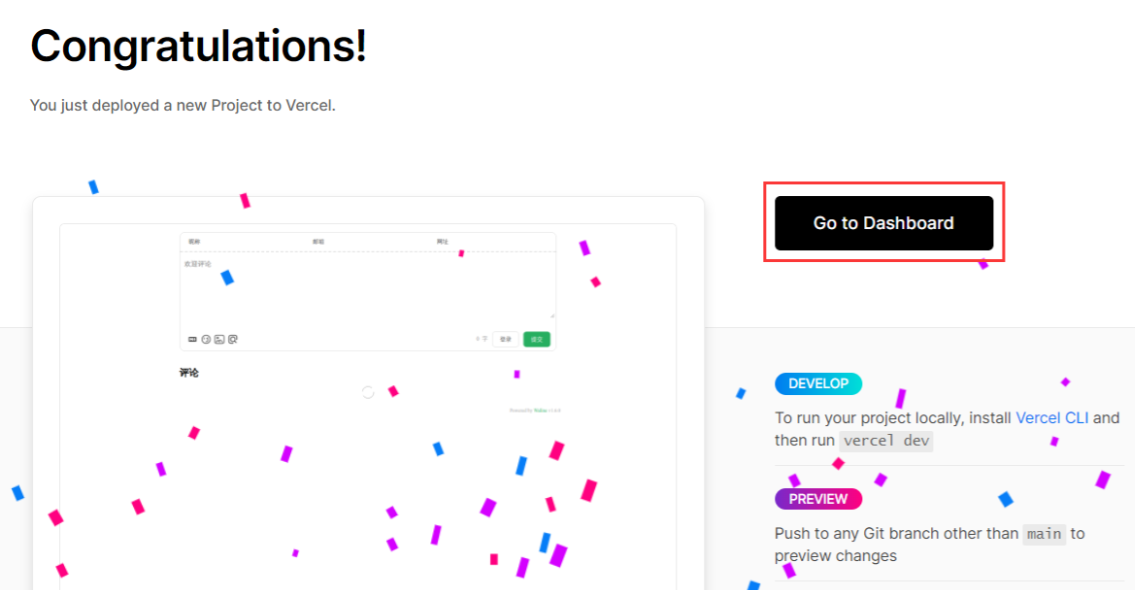 Congratulations!
You just deployed a new Project to Vercel.
Go to Dashboard
昵称 邮箱 网址
欢迎评论
0 字 登录 提交
评论
Powered by Waline
DEVELOP
To run your project locally, install Vercel CLI and
then run vercel dev
PREVIEW
Push to any Git branch other than main to
preview changes